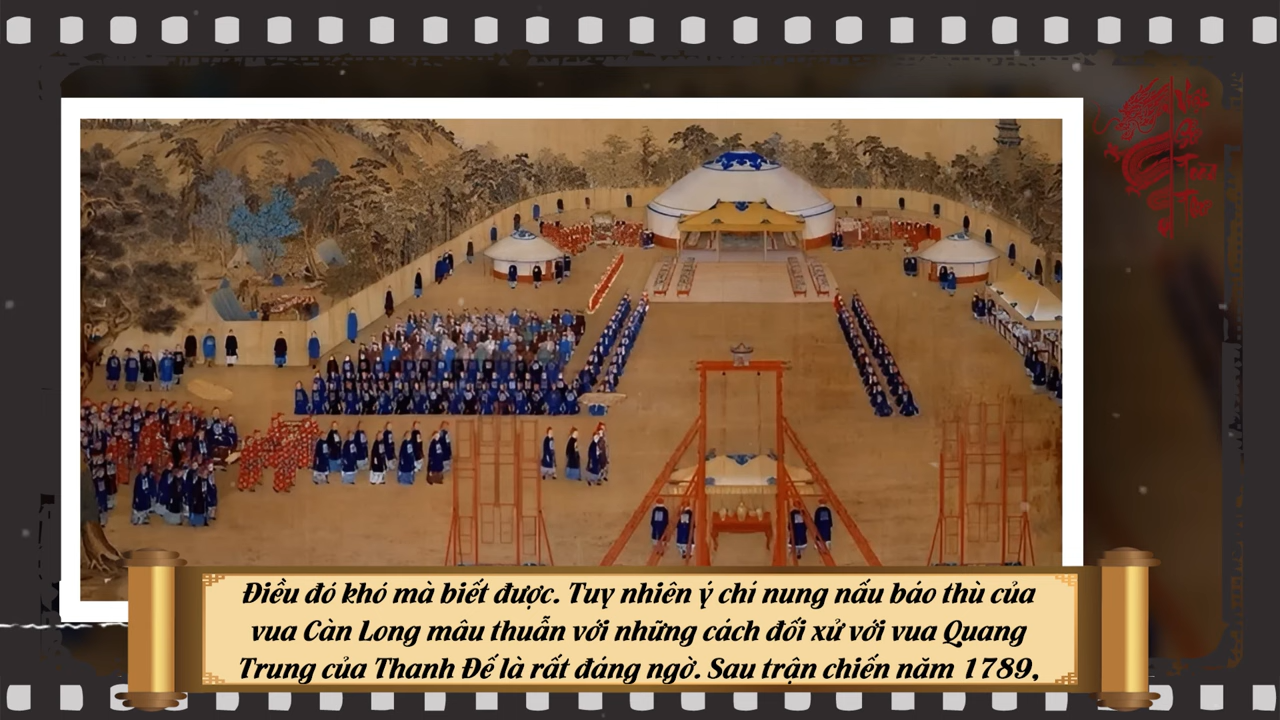 Điều đó khó mà biết được. Tuy nhiên ý chí nung nấu báo thù của
vua Càn Long mâu thuẫn với những cách đối xử với vua Quang
Trung của Thanh Đế là rất đáng ngờ. Sau trận chiến năm 1789,